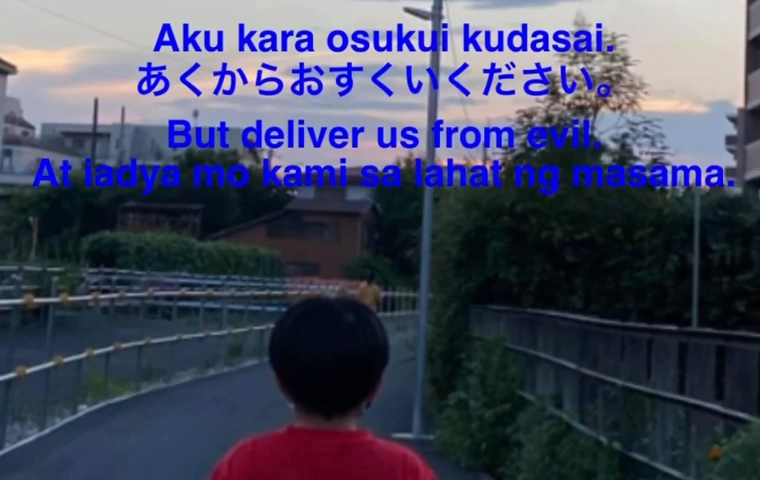 Aku kara osukui kudasai.
あくからおすくいください。
But deliver us from evil.
At iadya mo kami sa lahat ng masama.